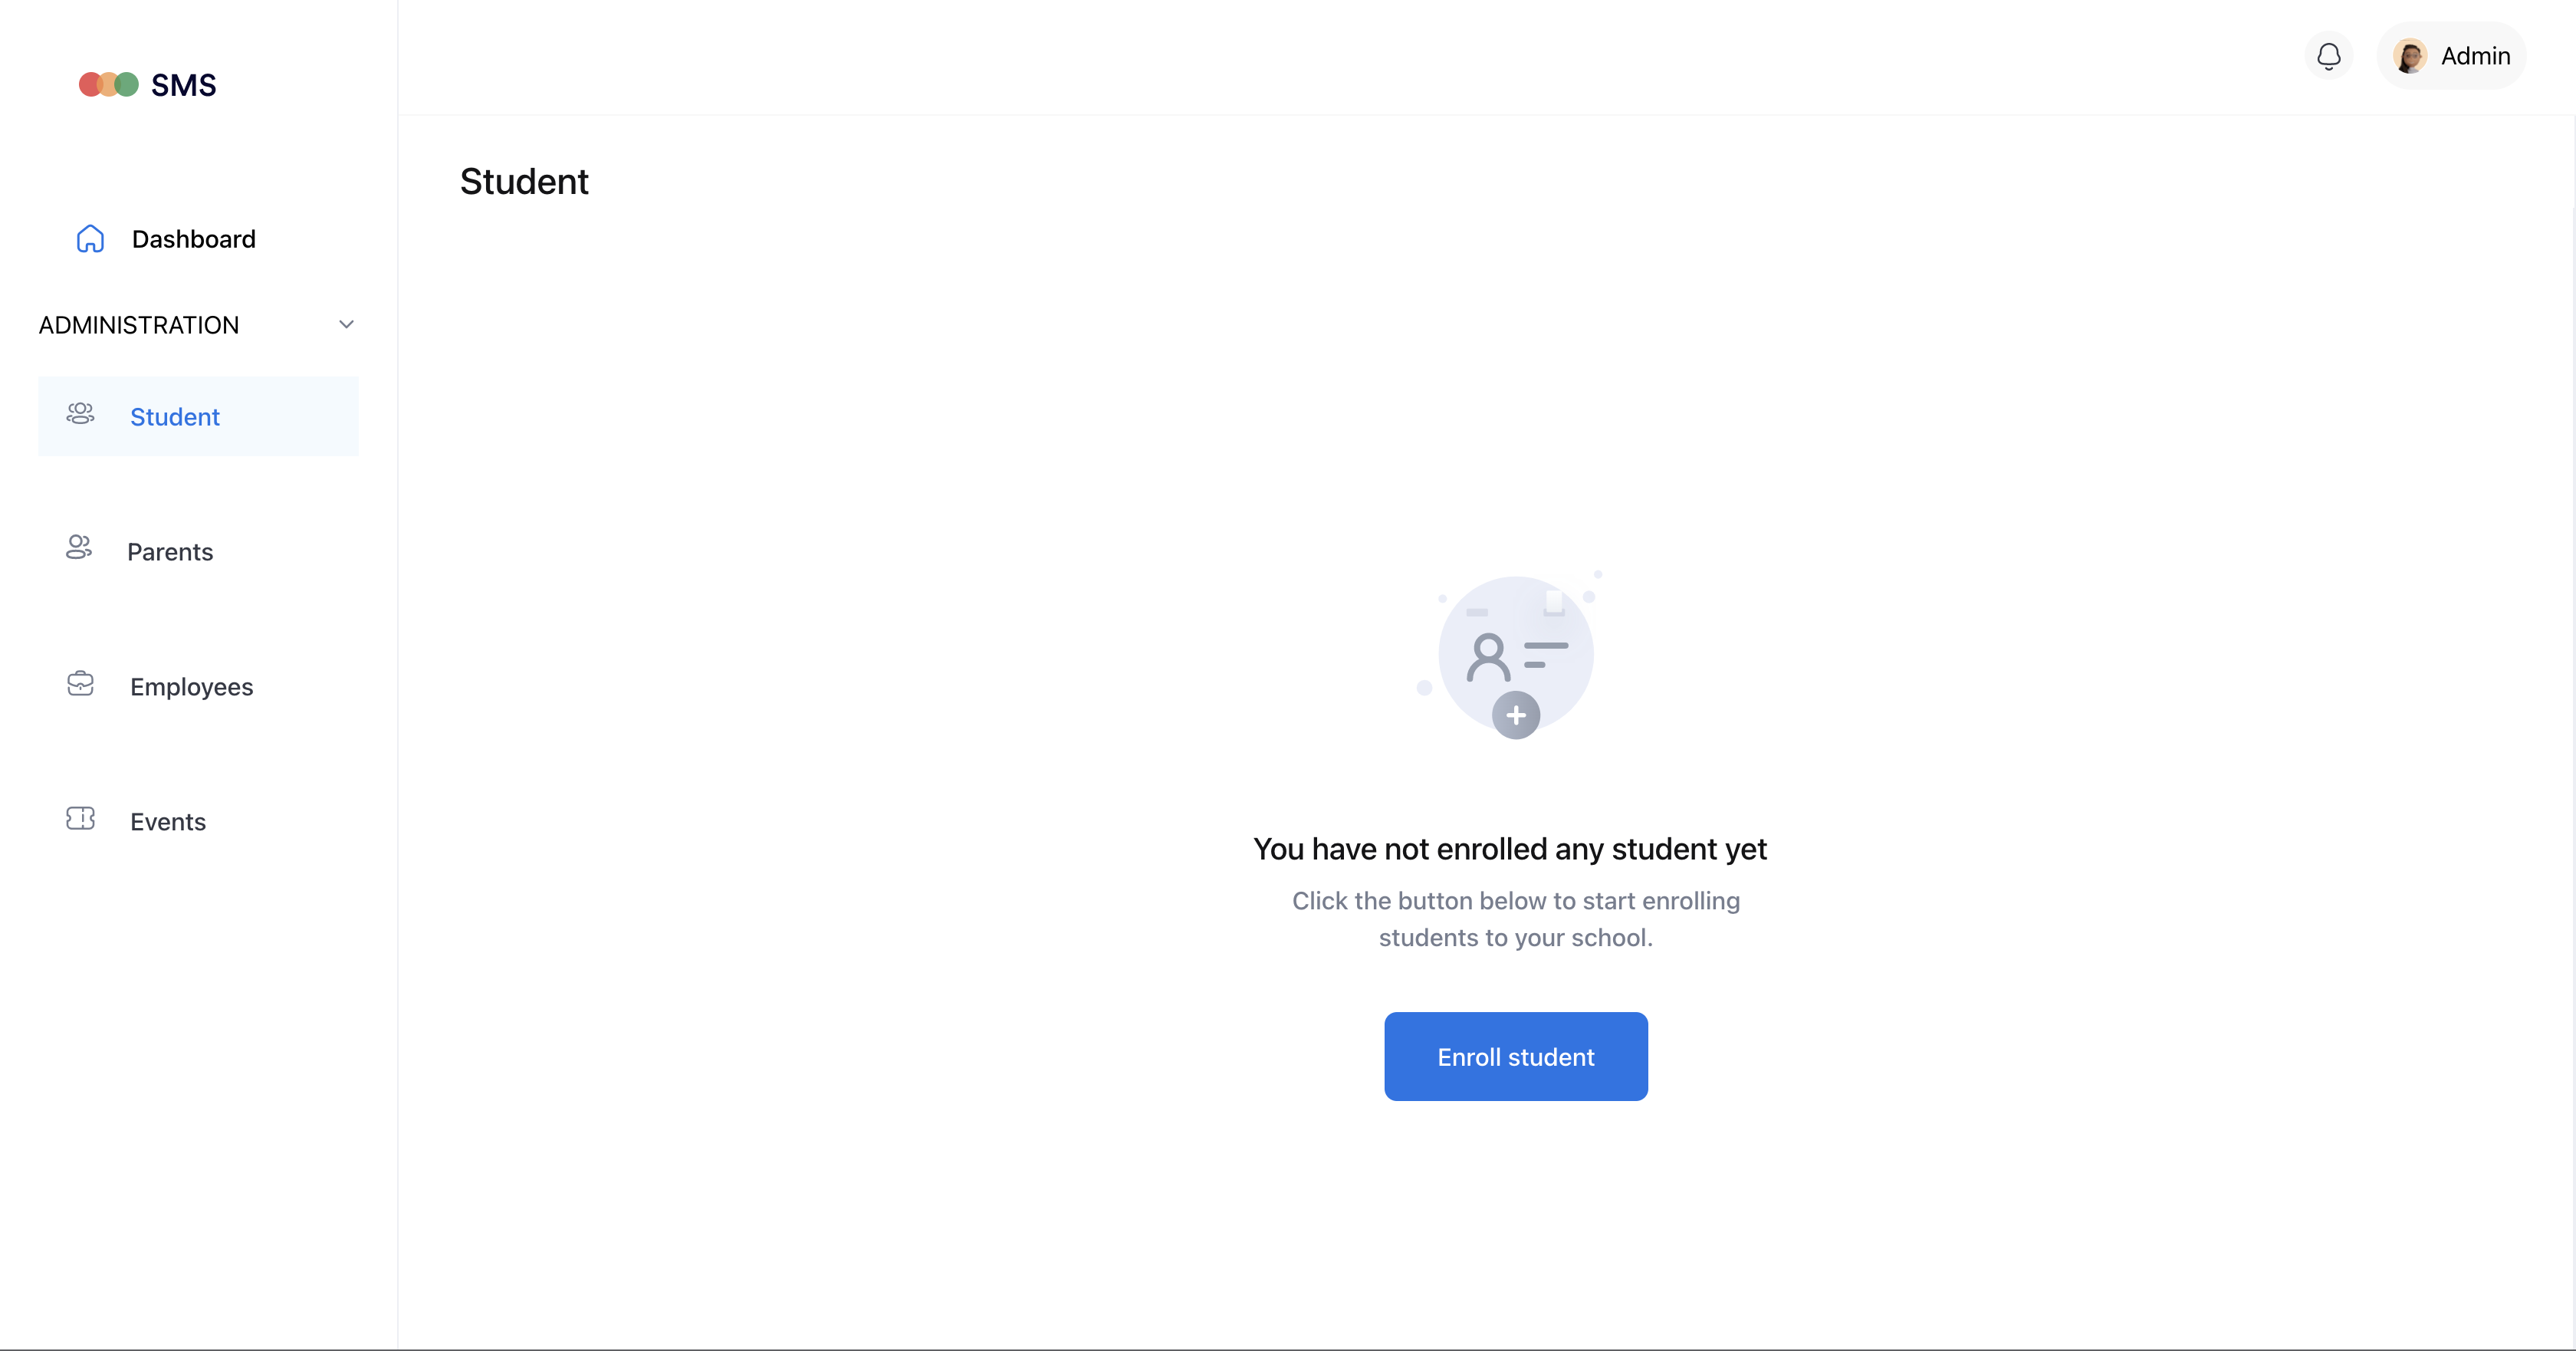 SMS
Admin
Student
Dashboard
ADMINISTRATION
Student
Parents
Employees
Events
You have not enrolled any student yet
Click the button below to start enrolling
students to your school.
Enroll student